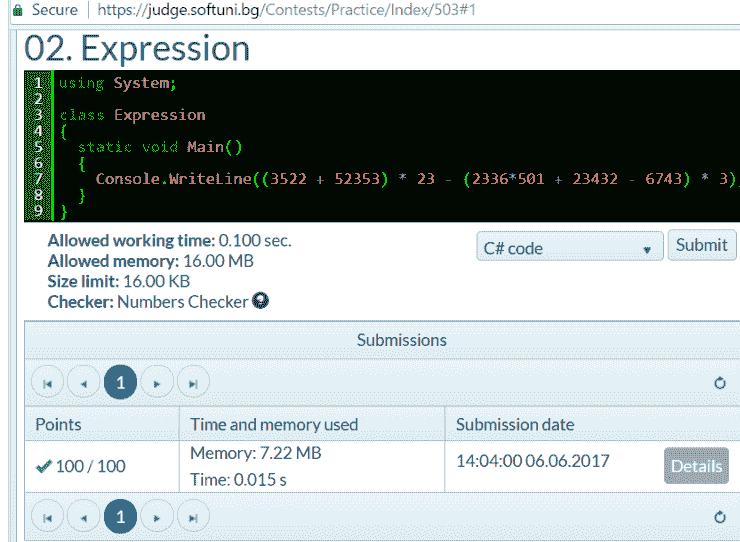 Secure | https://judge.softuni.bg/Contests/Practice/Index/503#1
02. Expression
1 using System;
2
3 class Expression
4 {
5 static void Main()
6 {
7 Console.WriteLine((3522 + 52353) * 23 - (2336*501 + 23432 - 6743) * 3)
8 }
9 }
Allowed working time: 0.100 sec.
Allowed memory: 16.00 MB
Size limit: 16.00 KB
Checker: Numbers Checker
C# code
Submit
Submissions
1
Points Time and memory used Submission date
100 / 100
Memory: 7.22 MB
Time: 0.015 s
14:04:00 06.06.2017
Details
1